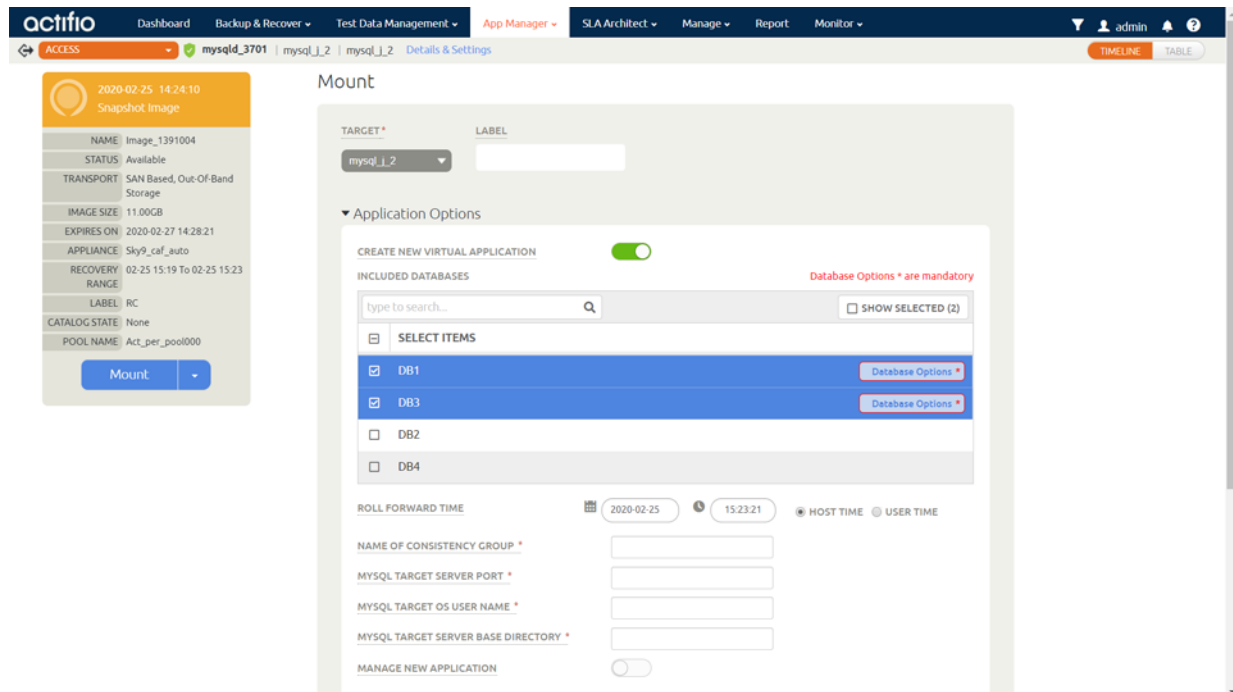 actifio Dashboard Backup & Recover Test Data Management App Manager SLA Architect Manage Report Monitor admin
ACCESS mysqld_3701 | mysql_j_2 | mysql_j_2 Details & Settings TIMELINE TABLE
2020-02-25 14:24:10
Snapshot Image
NAME Image_1391004
STATUS Available
TRANSPORT SAN Based, Out-Of-Band
Storage
IMAGE SIZE 11.00GB
EXPIRES ON 2020-02-27 14:28:21
APPLIANCE Sky9_caf_auto
RECOVERY 02-25 15:19 To 02-25 15:23
RANGE
LABEL RC
CATALOG STATE None
POOL NAME Act_per_pool000
Mount
Mount
TARGET* LABEL
mysql_j_2
Application Options
CREATE NEW VIRTUAL APPLICATION
INCLUDED DATABASES Database Options * are mandatory
type to search... SHOW SELECTED (2)
SELECT ITEMS
DB1 Database Options *
DB3 Database Options *
DB2
DB4
ROLL FORWARD TIME 2020-02-25 15:23:21 HOST TIME USER TIME
NAME OF CONSISTENCY GROUP *
MYSQL TARGET SERVER PORT *
MYSQL TARGET OS USER NAME *
MYSQL TARGET SERVER BASE DIRECTORY *
MANAGE NEW APPLICATION